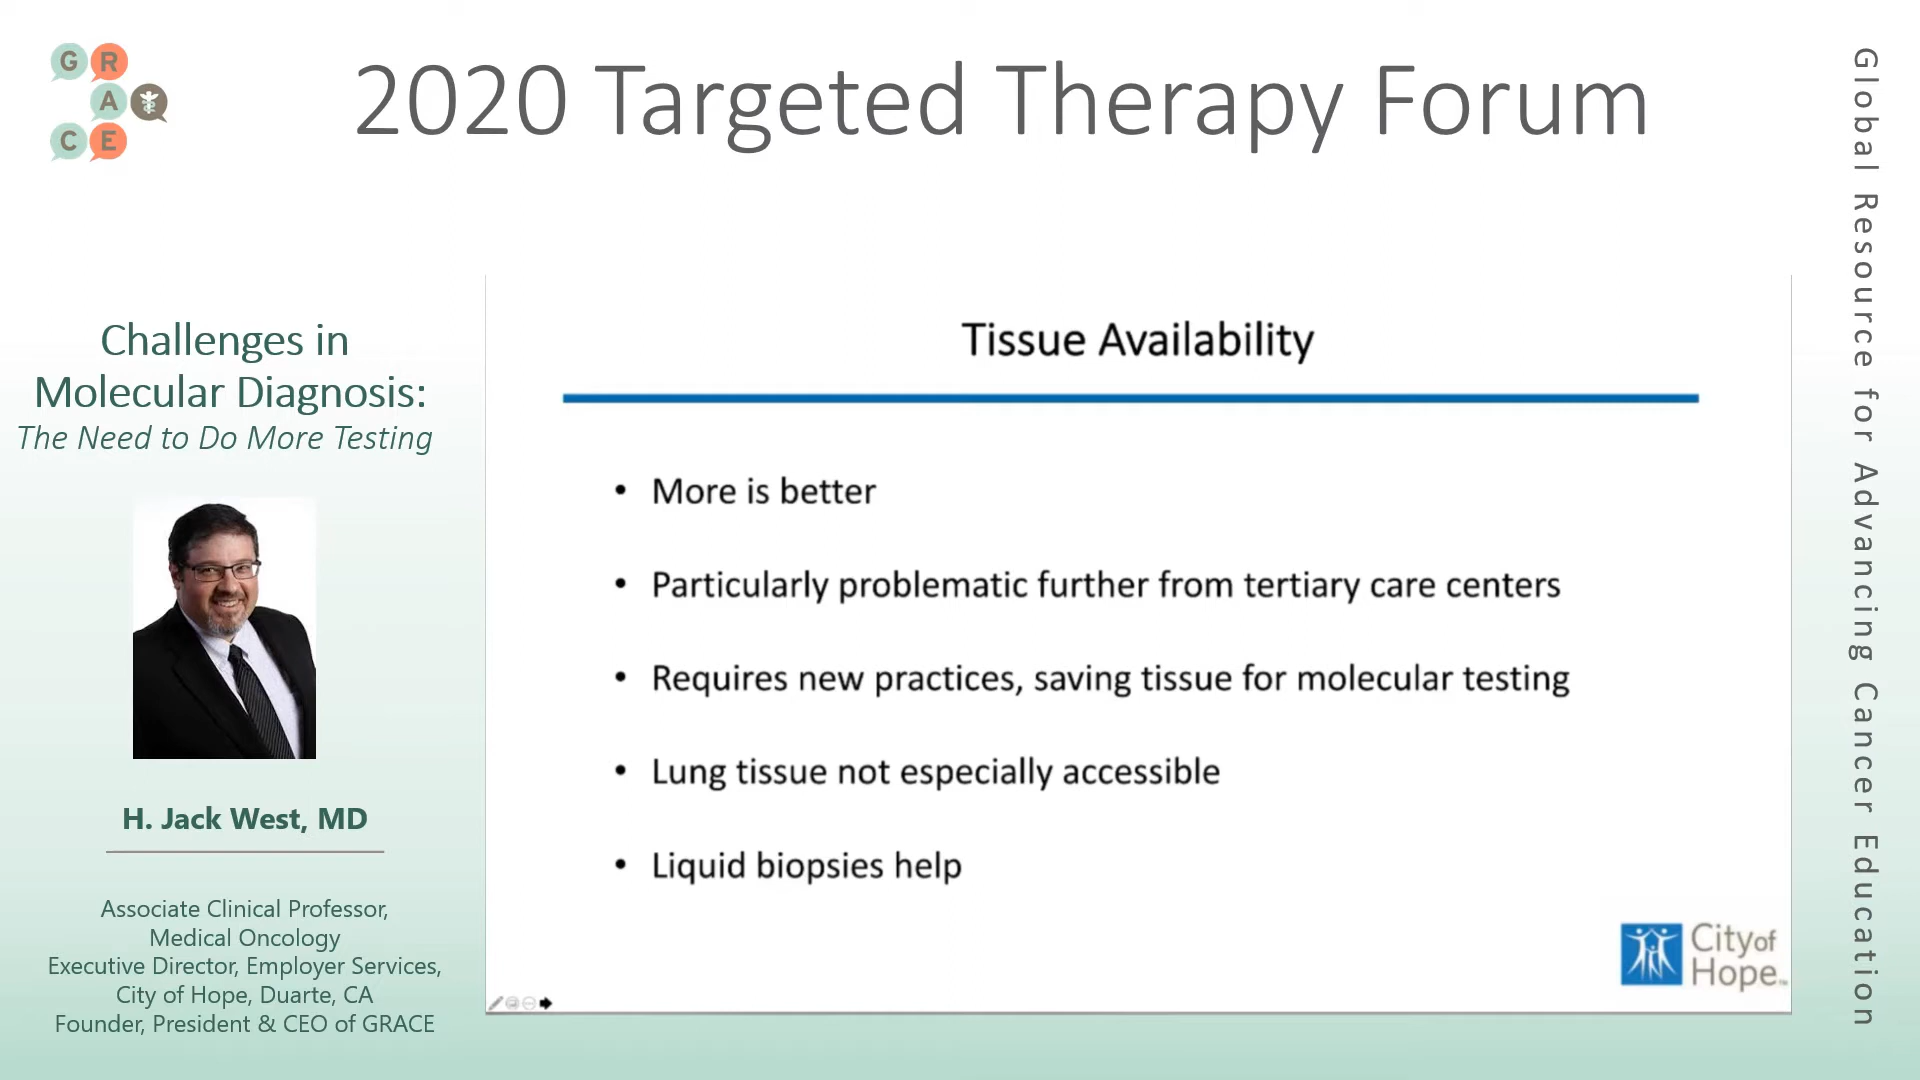 GRACE
2020 Targeted Therapy Forum
Global Resource for Advancing Cancer Education
Challenges in
Molecular Diagnosis:
The Need to Do More Testing
H. Jack West, MD
Associate Clinical Professor,
Medical Oncology
Executive Director, Employer Services,
City of Hope, Duarte, CA
Founder, President & CEO of GRACE
Tissue Availability
• More is better
• Particularly problematic further from tertiary care centers
• Requires new practices, saving tissue for molecular testing
• Lung tissue not especially accessible
• Liquid biopsies help
City of
Hope™